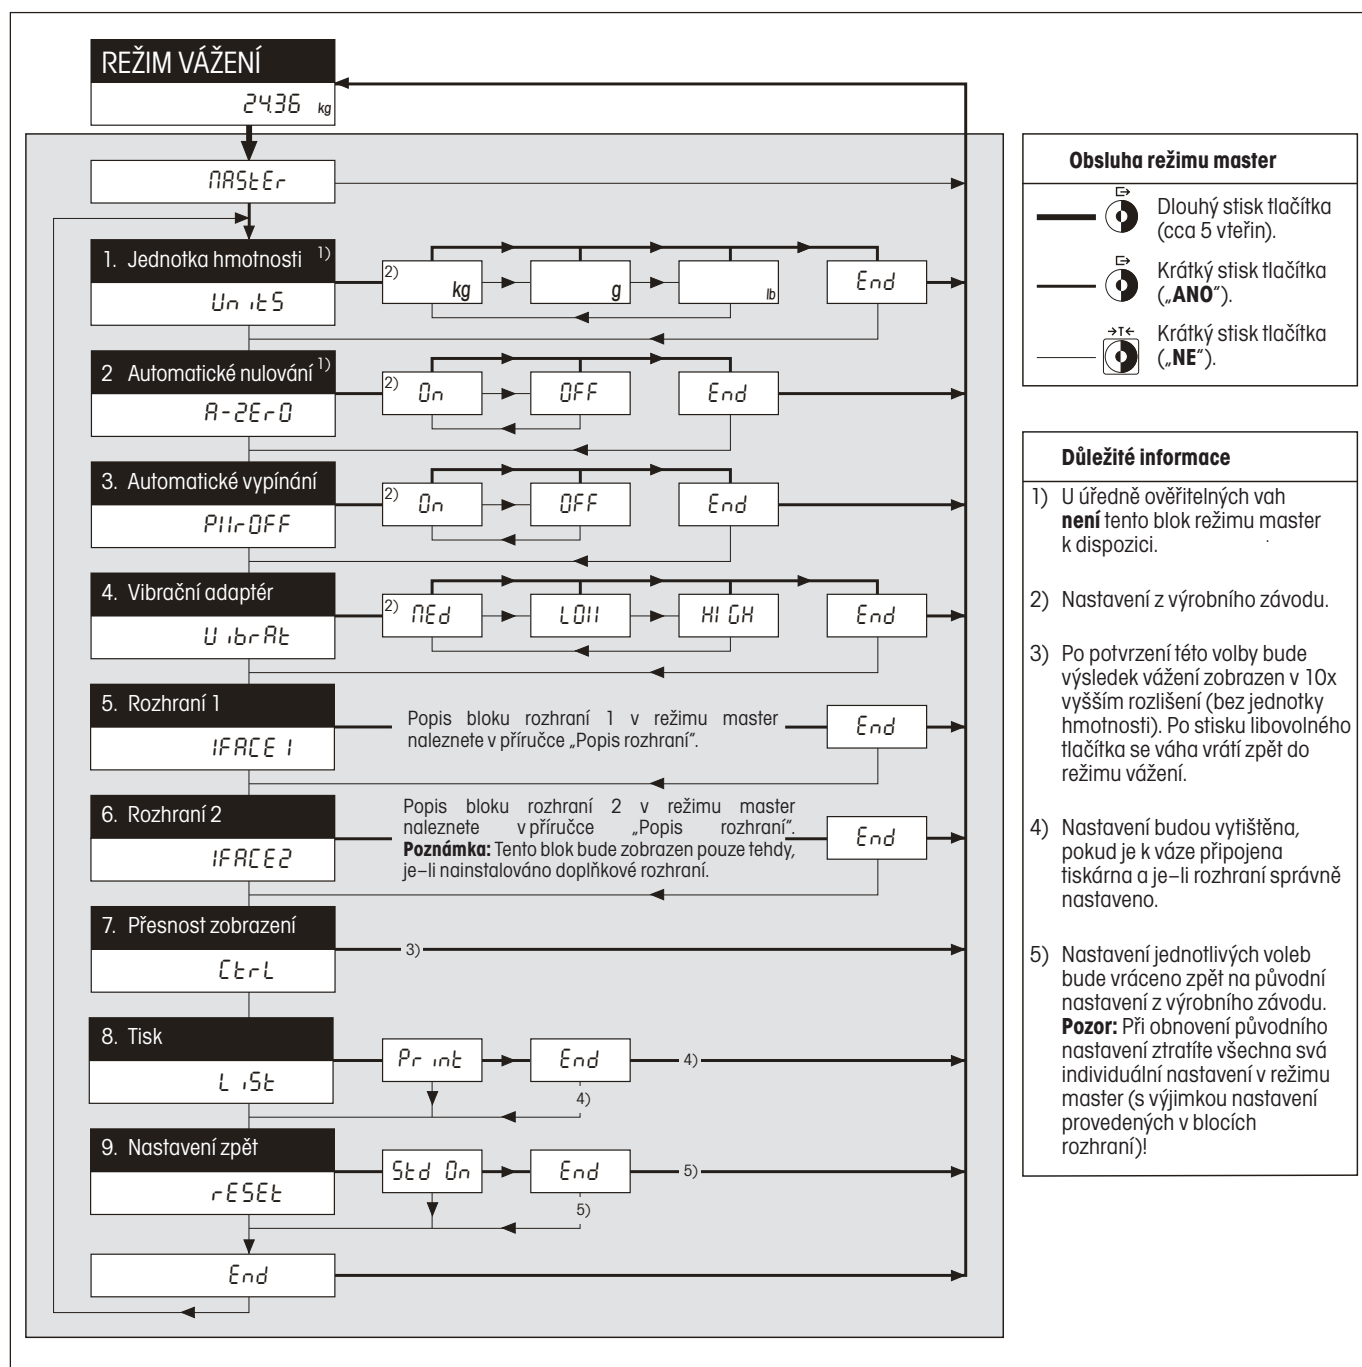 REŽIM VÁŽENÍ
24.36 kg
MAStEr
1. Jednotka hmotnosti 1)
UnitS
2) kg
g
lb
End
2 Automatické nulování 1)
A-ZErO
2) On
OFF
End
3. Automatické vypínání
PWrOFF
2) On
OFF
End
4. Vibrační adaptér
VibrAt
2) MEd
LOW
HIGH
End
5. Rozhraní 1
IFACE1
Popis bloku rozhraní 1 v režimu master
naleznete v příručce „Popis rozhraní“.
End
6. Rozhraní 2
IFACE2
Popis bloku rozhraní 2 v režimu master
naleznete v příručce „Popis rozhraní“.
Poznámka: Tento blok bude zobrazen pouze tehdy,
je–li nainstalováno doplňkové rozhraní.
End
7. Přesnost zobrazení
CtrL
3)
8. Tisk
LiSt
Print
End
4)
4)
9. Nastavení zpět
rESEt
Std On
End
5)
5)
End
Obsluha režimu master
Dlouhý stisk tlačítka
(cca 5 vteřin).
Krátký stisk tlačítka
(„ANO“).
→T←
Krátký stisk tlačítka
(„NE“).
Důležité informace
1) U úředně ověřitelných vah
není tento blok režimu master
k dispozici.
2) Nastavení z výrobního závodu.
3) Po potvrzení této volby bude
výsledek vážení zobrazen v 10x
vyšším rozlišení (bez jednotky
hmotnosti). Po stisku libovolného
tlačítka se váha vrátí zpět do
režimu vážení.
4) Nastavení budou vytištěna,
pokud je k váze připojena
tiskárna a je–li rozhraní správně
nastaveno.
5) Nastavení jednotlivých voleb
bude vráceno zpět na původní
nastavení z výrobního závodu.
Pozor: Při obnovení původního
nastavení ztratíte všechna svá
individuální nastavení v režimu
master (s výjimkou nastavení
provedených v blocích
rozhraní)!